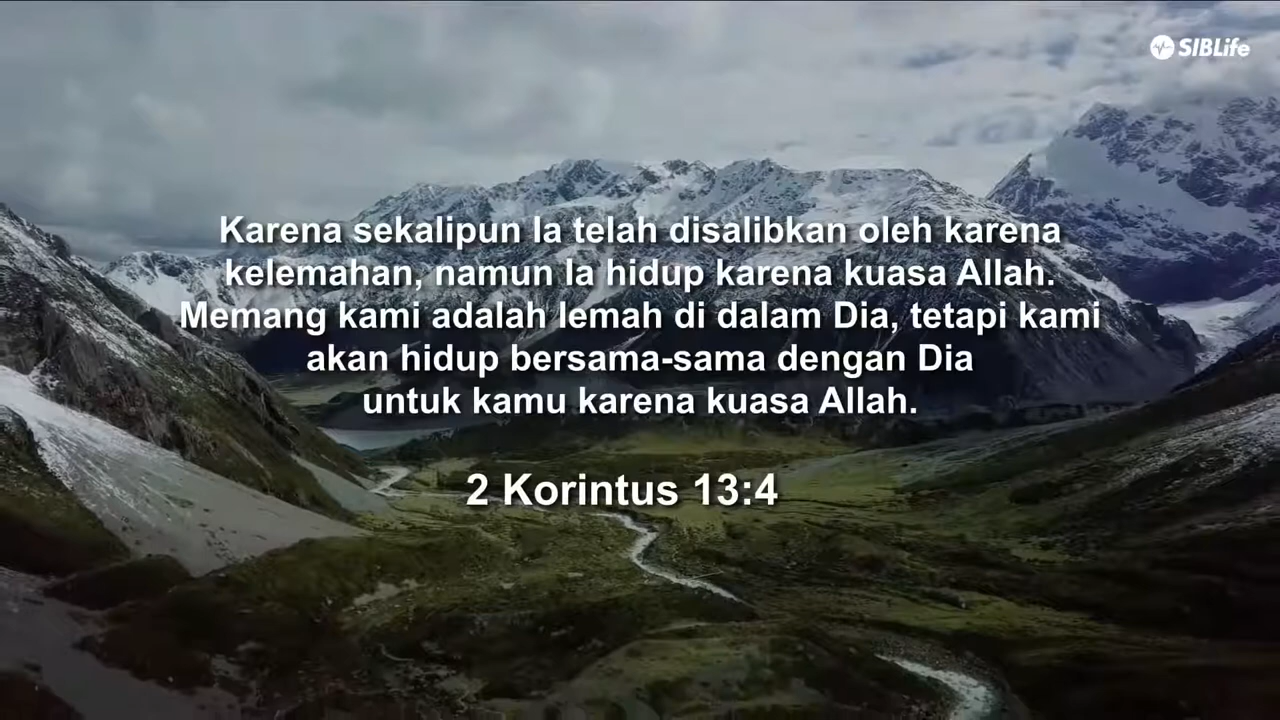 SIBLife
Karena sekalipun Ia telah disalibkan oleh karena
kelemahan, namun Ia hidup karena kuasa Allah.
Memang kami adalah lemah di dalam Dia, tetapi kami
akan hidup bersama-sama dengan Dia
untuk kamu karena kuasa Allah.
2 Korintus 13:4